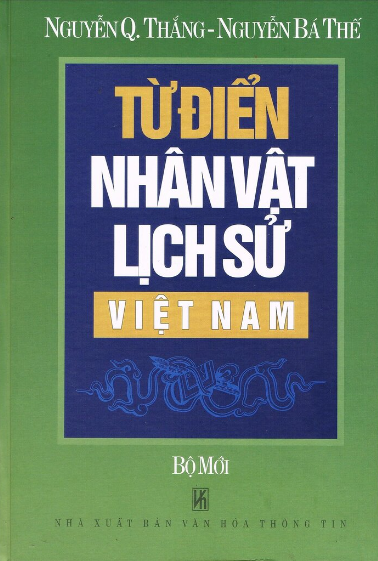 NGUYỄN Q. THẮNG - NGUYỄN BÁ THẾ
TỪ ĐIỂN
NHÂN VẬT
LỊCH SỬ
VIỆT NAM
BỘ MỚI
NHÀ XUẤT BẢN VĂN HÓA THÔNG TIN